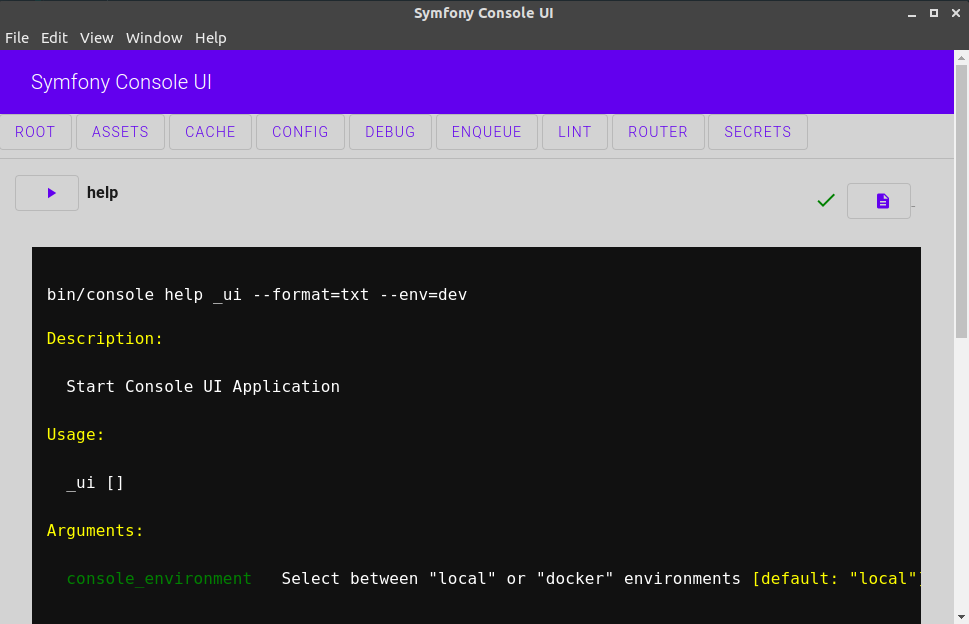 Symfony Console UI
File Edit View Window Help
Symfony Console UI
ROOT ASSETS CACHE CONFIG DEBUG ENQUEUE LINT ROUTER SECRETS
help
bin/console help _ui --format=txt --env=dev
Description:
Start Console UI Application
Usage:
_ui []
Arguments:
console_environment Select between "local" or "docker" environments [default: "local"]